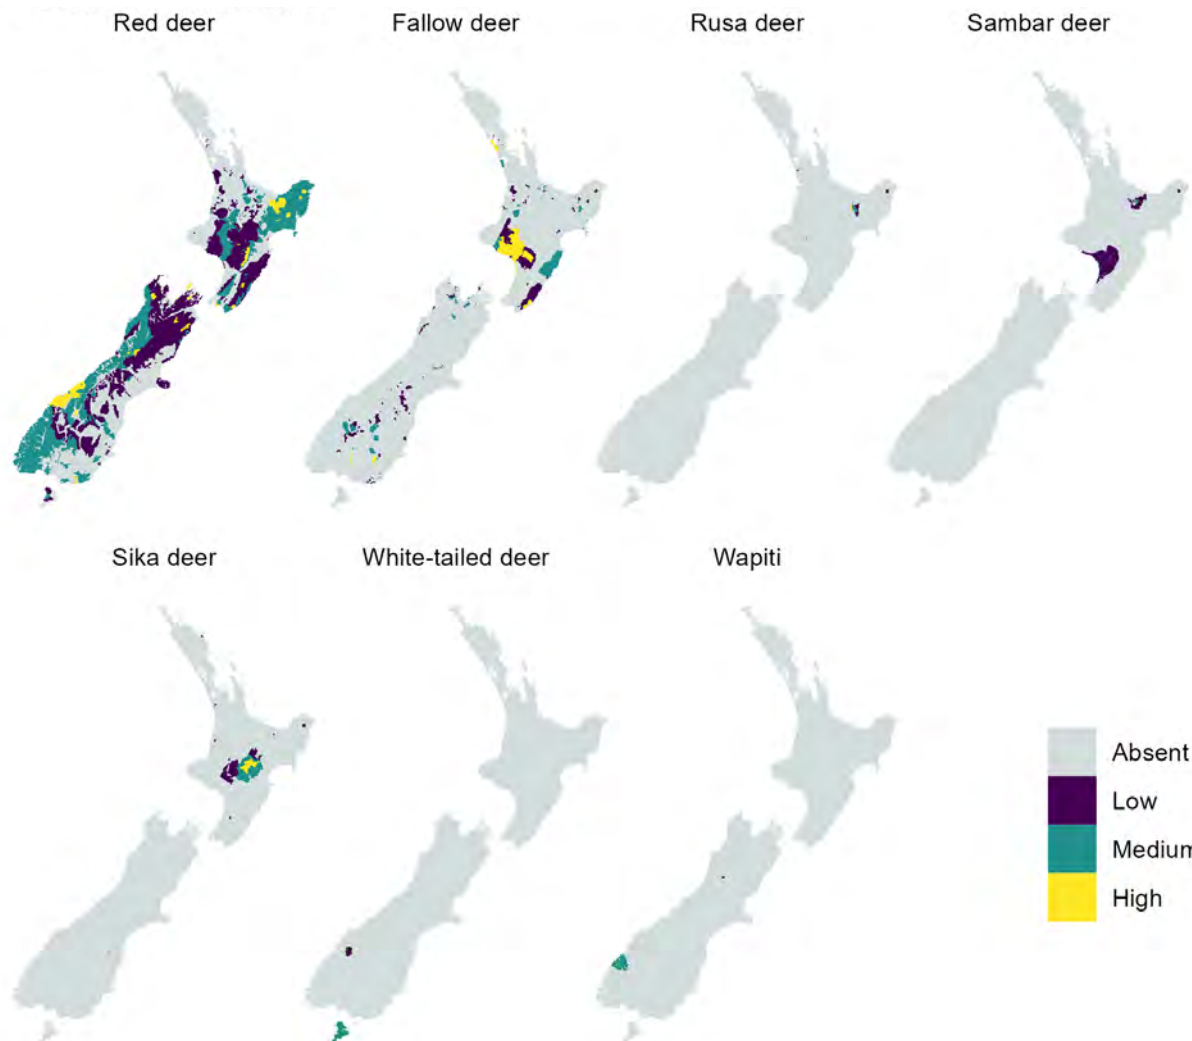 Red deer
Fallow deer
Rusa deer
Sambar deer
Sika deer
White-tailed deer
Wapiti
Absent
Low
Medium
High